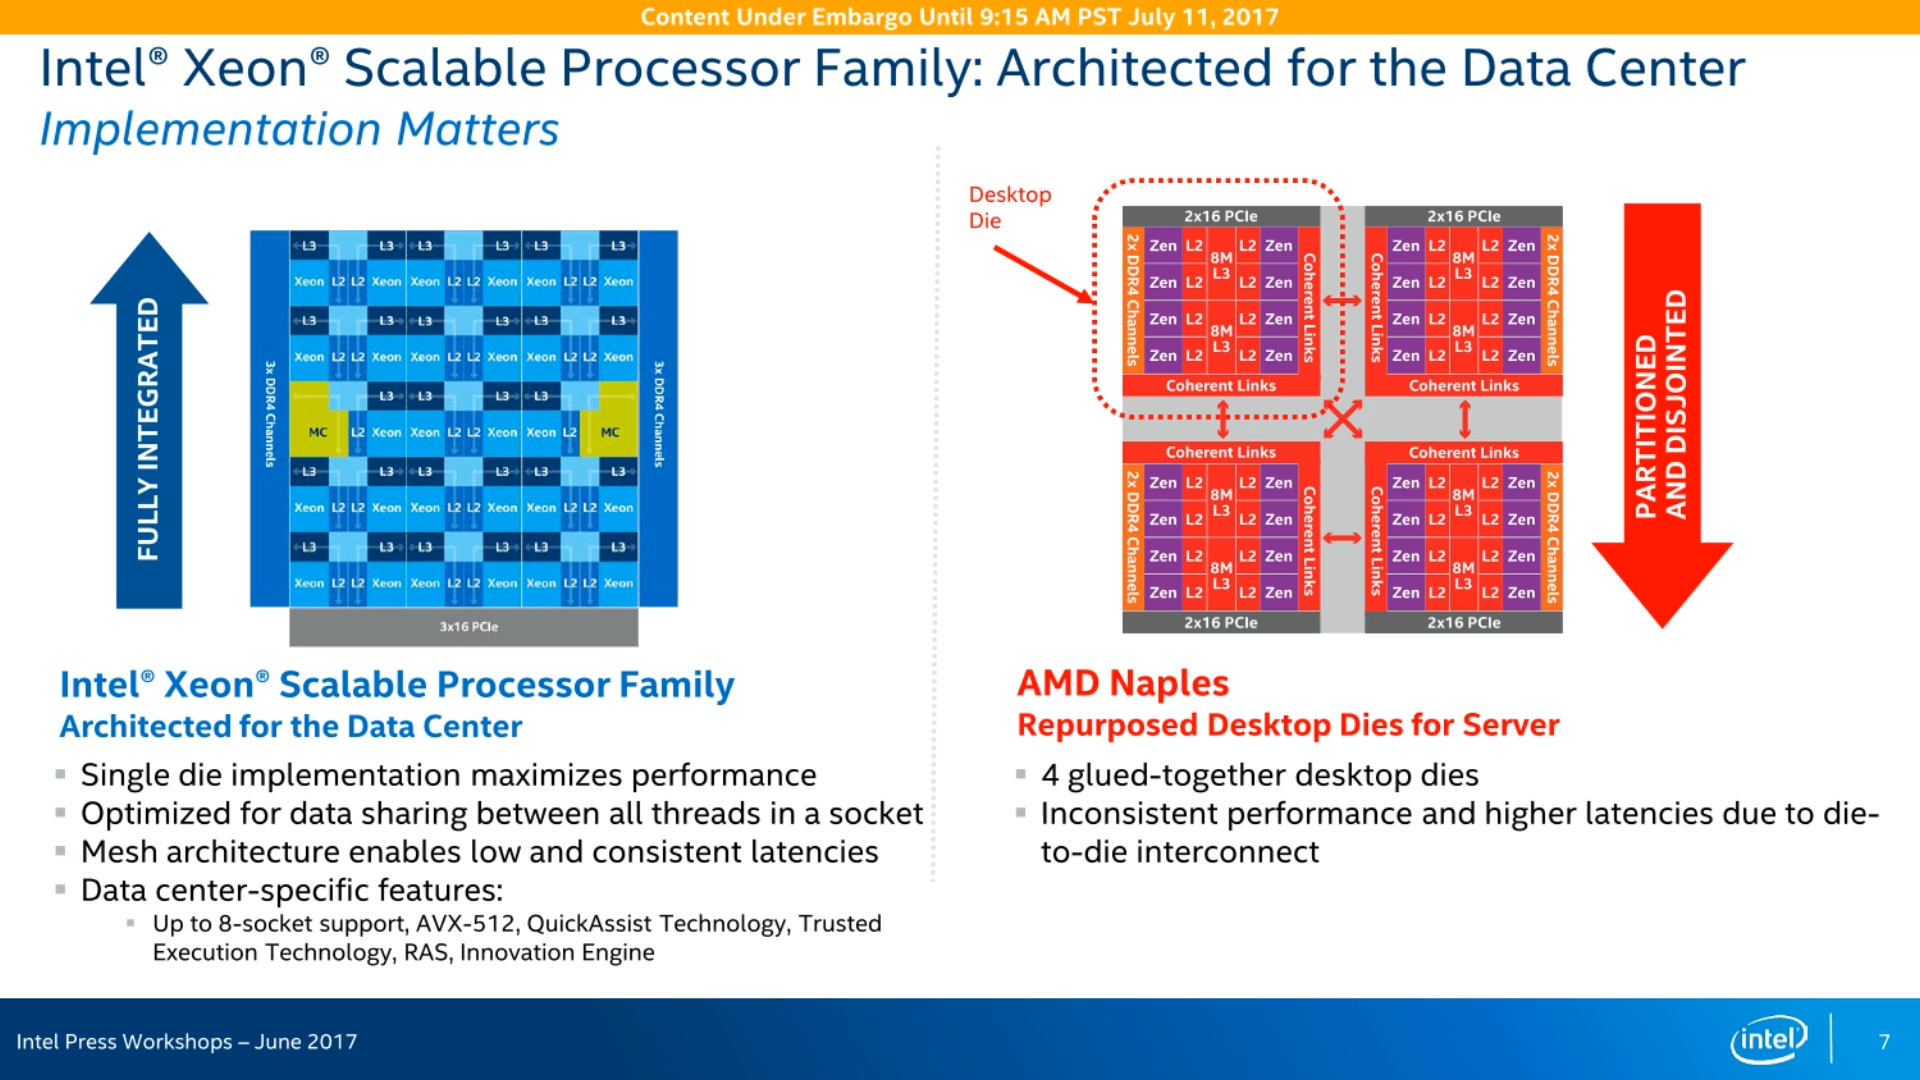 Content Under Embargo Until 9:15 AM PST July 11, 2017
Intel® Xeon® Scalable Processor Family: Architected for the Data Center
Implementation Matters
FULLY INTEGRATED
3x DDR4 Channels
L3 L3 L3 L3 L3 L3
Xeon L2 L2 Xeon Xeon L2 L2 Xeon Xeon L2 L2 Xeon
L3 L3 L3 L3 L3 L3
Xeon L2 L2 Xeon Xeon L2 L2 Xeon Xeon L2 L2 Xeon
L3 L3 L3 L3
MC L2 Xeon Xeon L2 L2 Xeon Xeon L2 MC
L3 L3 L3 L3 L3 L3
Xeon L2 L2 Xeon Xeon L2 L2 Xeon Xeon L2 L2 Xeon
L3 L3 L3 L3 L3 L3
Xeon L2 L2 Xeon Xeon L2 L2 Xeon Xeon L2 L2 Xeon
3x DDR4 Channels
3x16 PCIe
Intel® Xeon® Scalable Processor Family
Architected for the Data Center
Single die implementation maximizes performance
Optimized for data sharing between all threads in a socket
Mesh architecture enables low and consistent latencies
Data center-specific features:
Up to 8-socket support, AVX-512, QuickAssist Technology, Trusted
Execution Technology, RAS, Innovation Engine
Desktop
Die
2x16 PCIe
2x DDR4 Channels
Zen L2 8M L3 L2 Zen
Zen L2 L2 Zen
Zen L2 8M L3 L2 Zen
Zen L2 L2 Zen
Coherent Links
Coherent Links
2x16 PCIe
Coherent Links
Zen L2 8M L3 L2 Zen
Zen L2 L2 Zen
Zen L2 8M L3 L2 Zen
Zen L2 L2 Zen
2x DDR4 Channels
Coherent Links
Coherent Links
2x DDR4 Channels
Zen L2 8M L3 L2 Zen
Zen L2 L2 Zen
Zen L2 8M L3 L2 Zen
Zen L2 L2 Zen
Coherent Links
2x16 PCIe
Coherent Links
Coherent Links
Zen L2 8M L3 L2 Zen
Zen L2 L2 Zen
Zen L2 8M L3 L2 Zen
Zen L2 L2 Zen
2x DDR4 Channels
2x16 PCIe
PARTITIONED
AND DISJOINTED
AMD Naples
Repurposed Desktop Dies for Server
4 glued-together desktop dies
Inconsistent performance and higher latencies due to die-
to-die interconnect
Intel Press Workshops – June 2017
intel
7